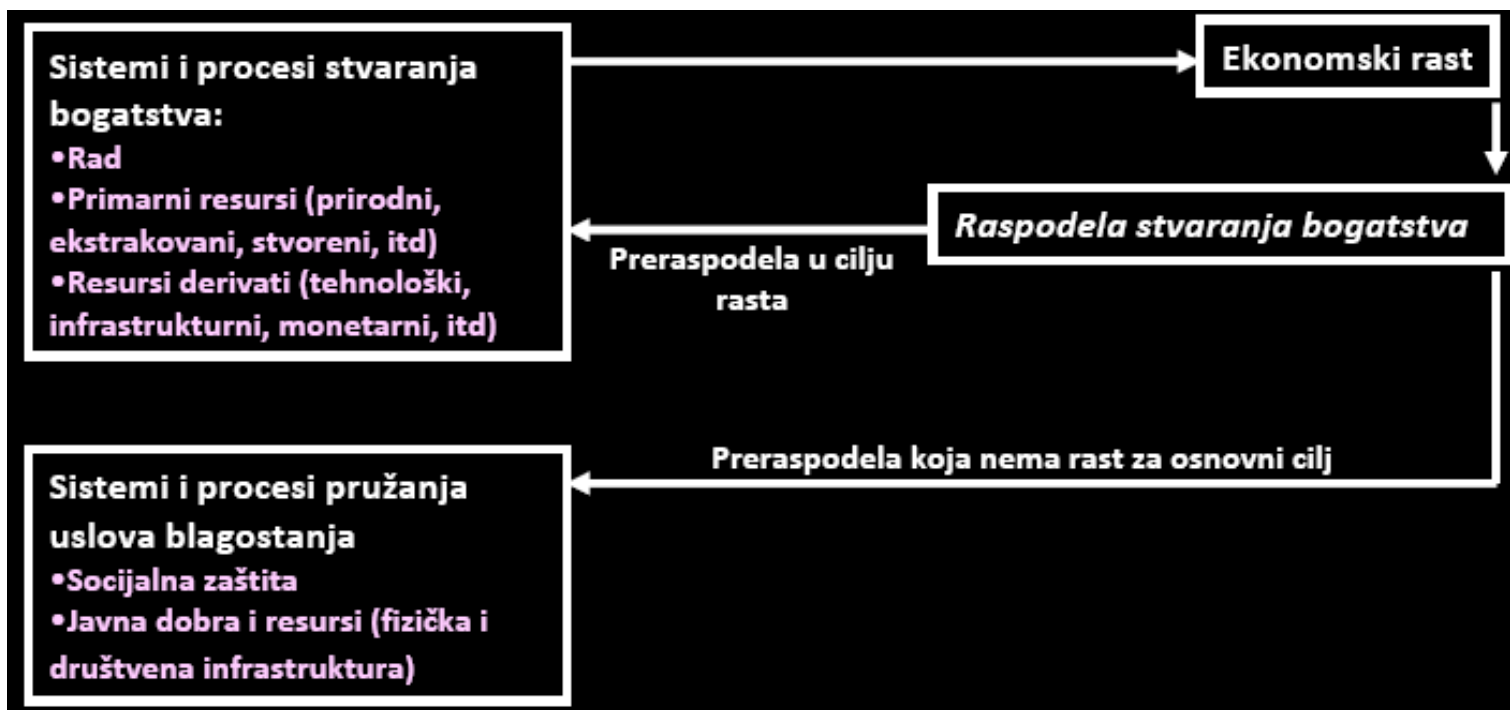 Sistemi i procesi stvaranja
bogatstva:
•Rad
•Primarni resursi (prirodni,
ekstrakovani, stvoreni, itd)
•Resursi derivati (tehnološki,
infrastrukturni, monetarni, itd)
Ekonomski rast
Raspodela stvaranja bogatstva
Preraspodela u cilju
rasta
Preraspodela koja nema rast za osnovni cilj
Sistemi i procesi pružanja
uslova blagostanja
•Socijalna zaštita
•Javna dobra i resursi (fizička i
društvena infrastruktura)